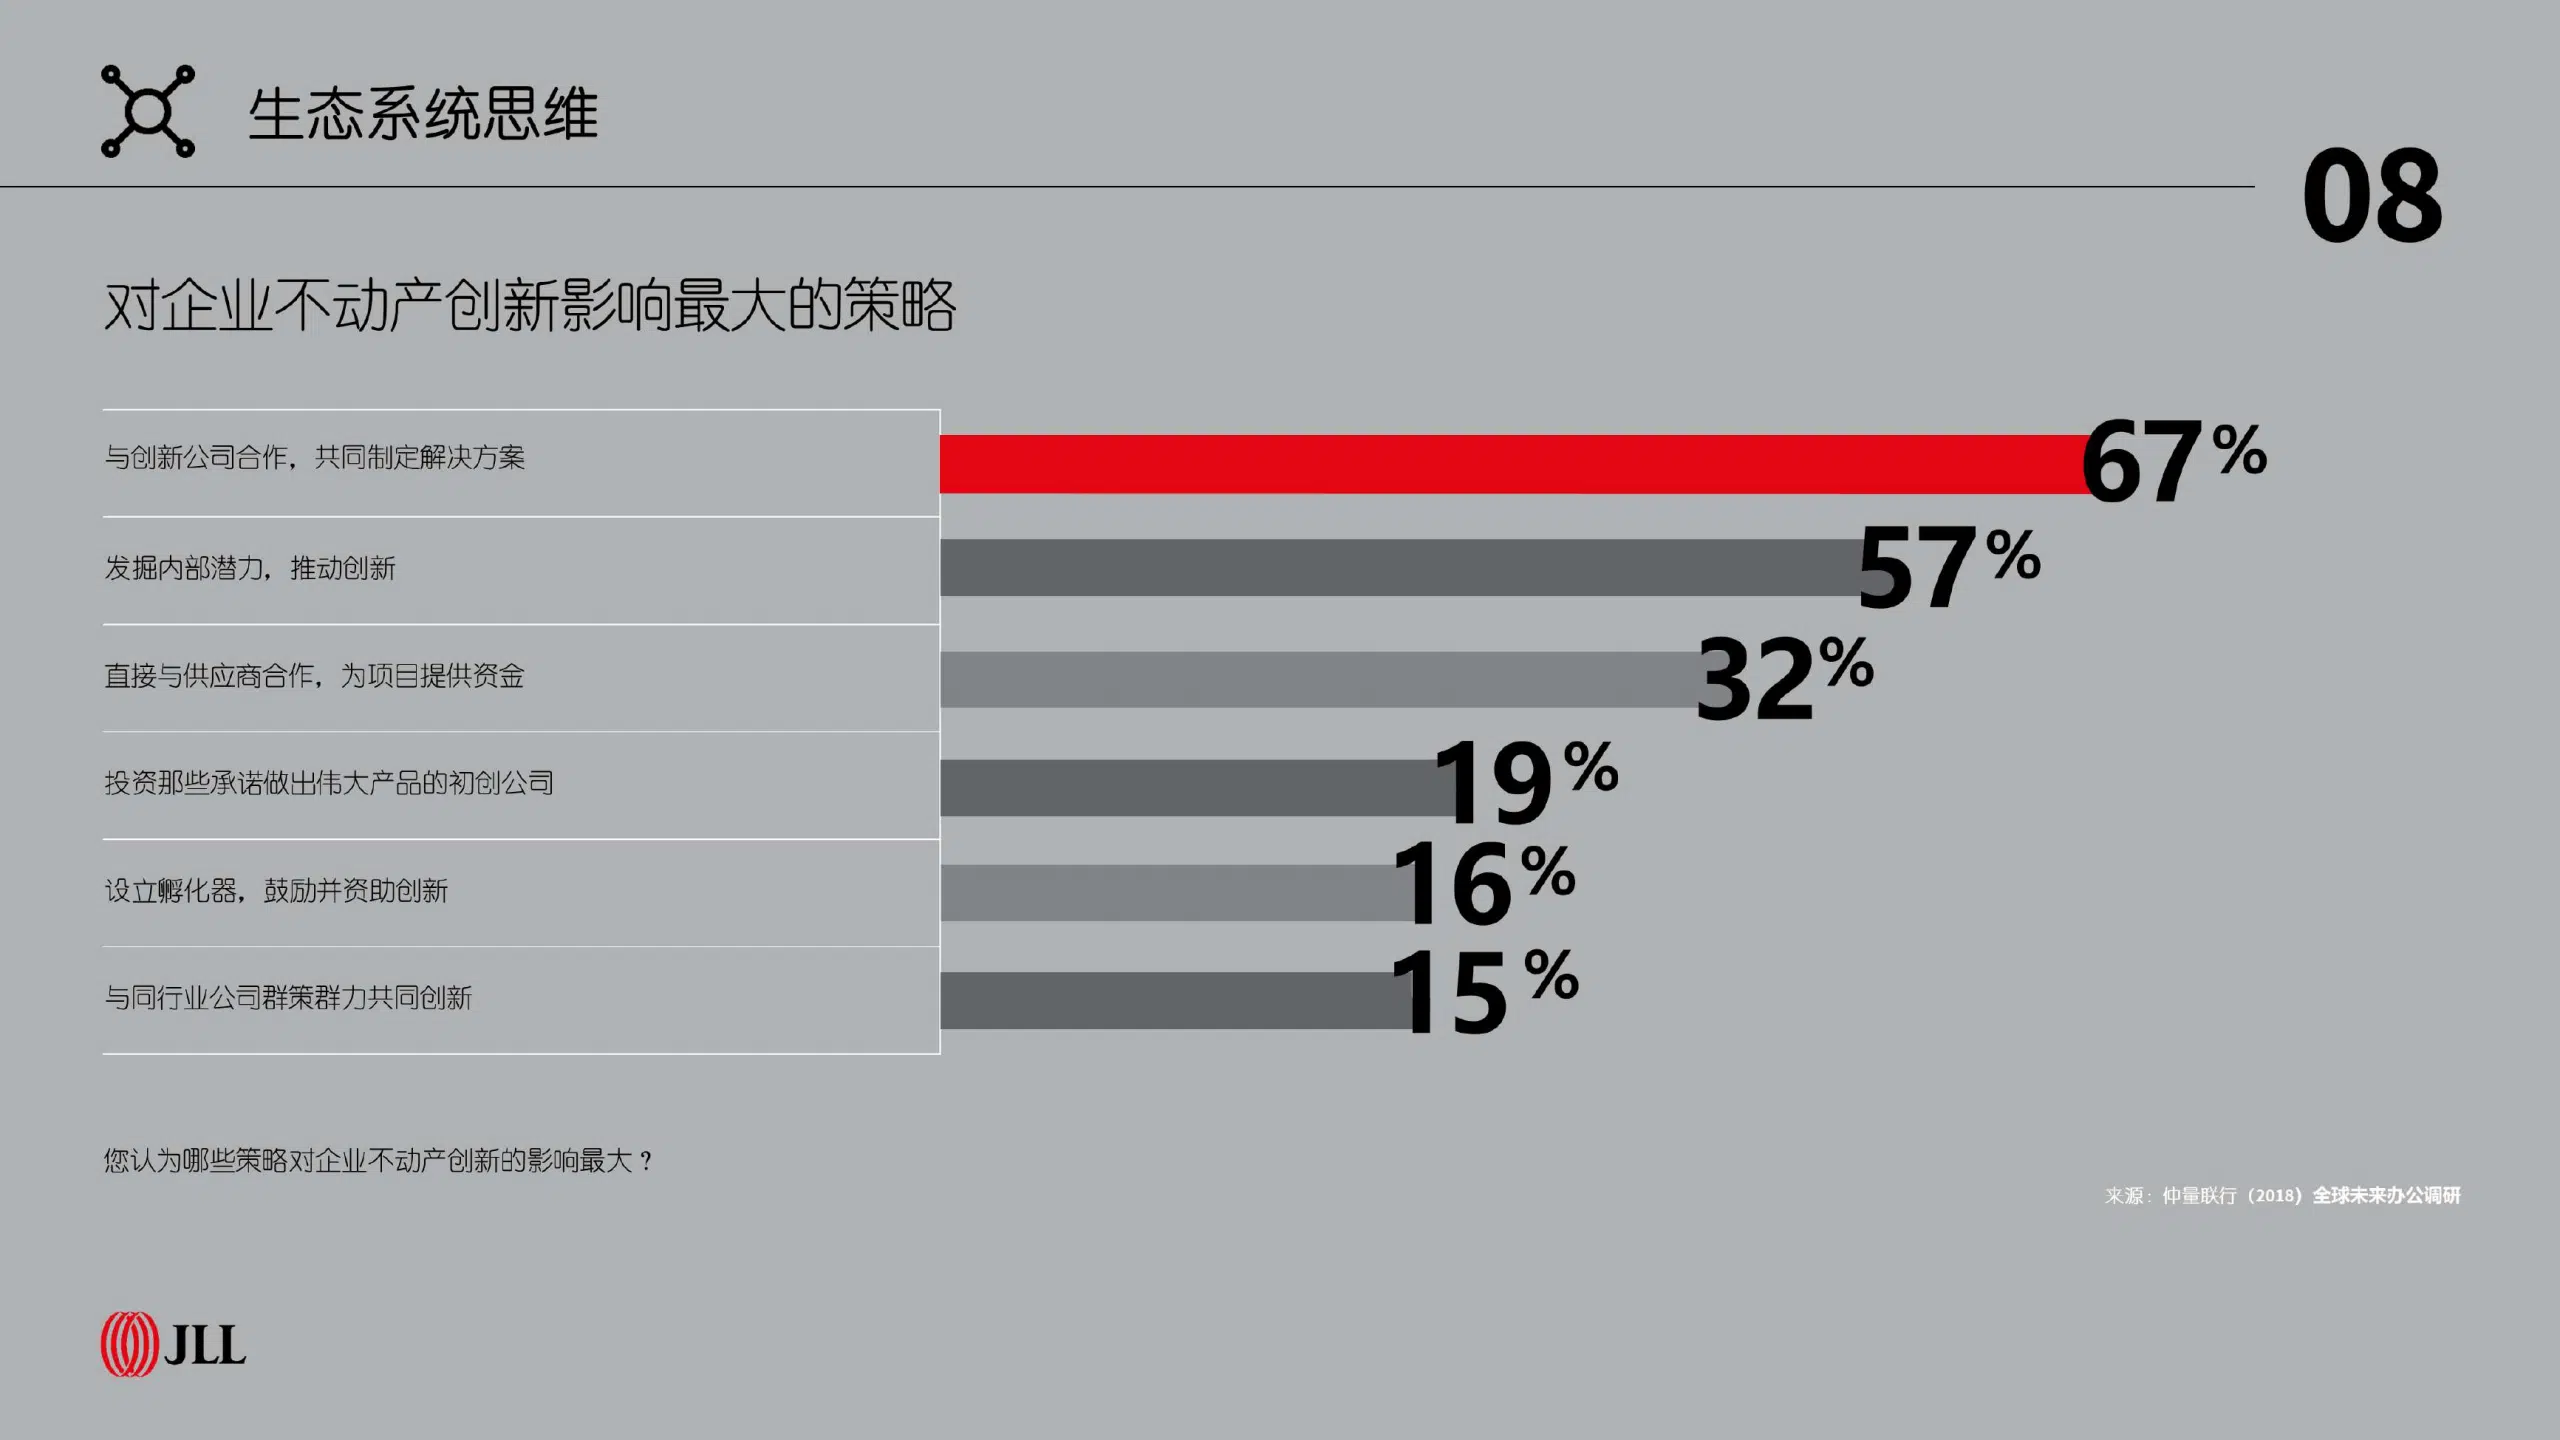 生态系统思维
08
对企业不动产创新影响最大的策略
与创新公司合作，共同制定解决方案
67%
发掘内部潜力，推动创新
57%
直接与供应商合作，为项目提供资金
32%
投资那些承诺做出伟大产品的初创公司
19%
设立孵化器，鼓励并资助创新
16%
与同行业公司群策群力共同创新
15%
您认为哪些策略对企业不动产创新的影响最大？
来源：仲量联行（2018）全球未来办公调研
JLL